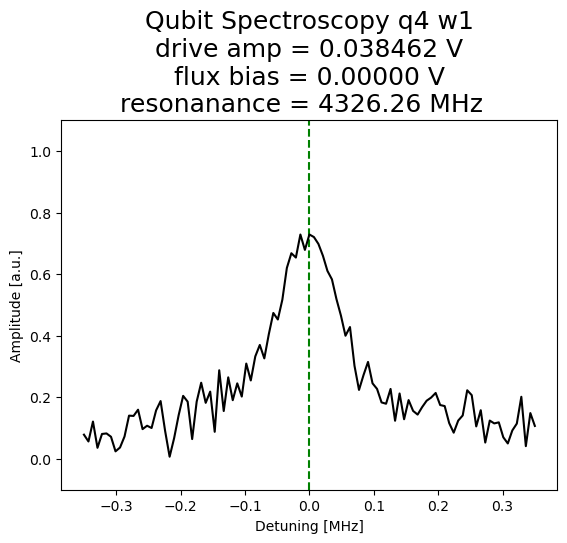 Qubit Spectroscopy q4 w1
drive amp = 0.038462 V
flux bias = 0.00000 V
resonanance = 4326.26 MHz
1.0
0.8
0.6
0.4
0.2
0.0
Amplitude [a.u.]
−0.3
−0.2
−0.1
0.0
0.1
0.2
0.3
Detuning [MHz]